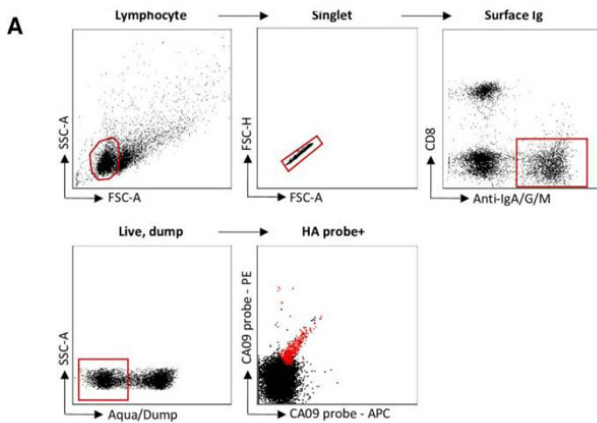 A
Lymphocyte
Singlet
Surface Ig
SSC-A
FSC-A
FSC-H
FSC-A
CD8
Anti-IgA/G/M
Live, dump
HA probe+
SSC-A
Aqua/Dump
CA09 probe - PE
CA09 probe - APC